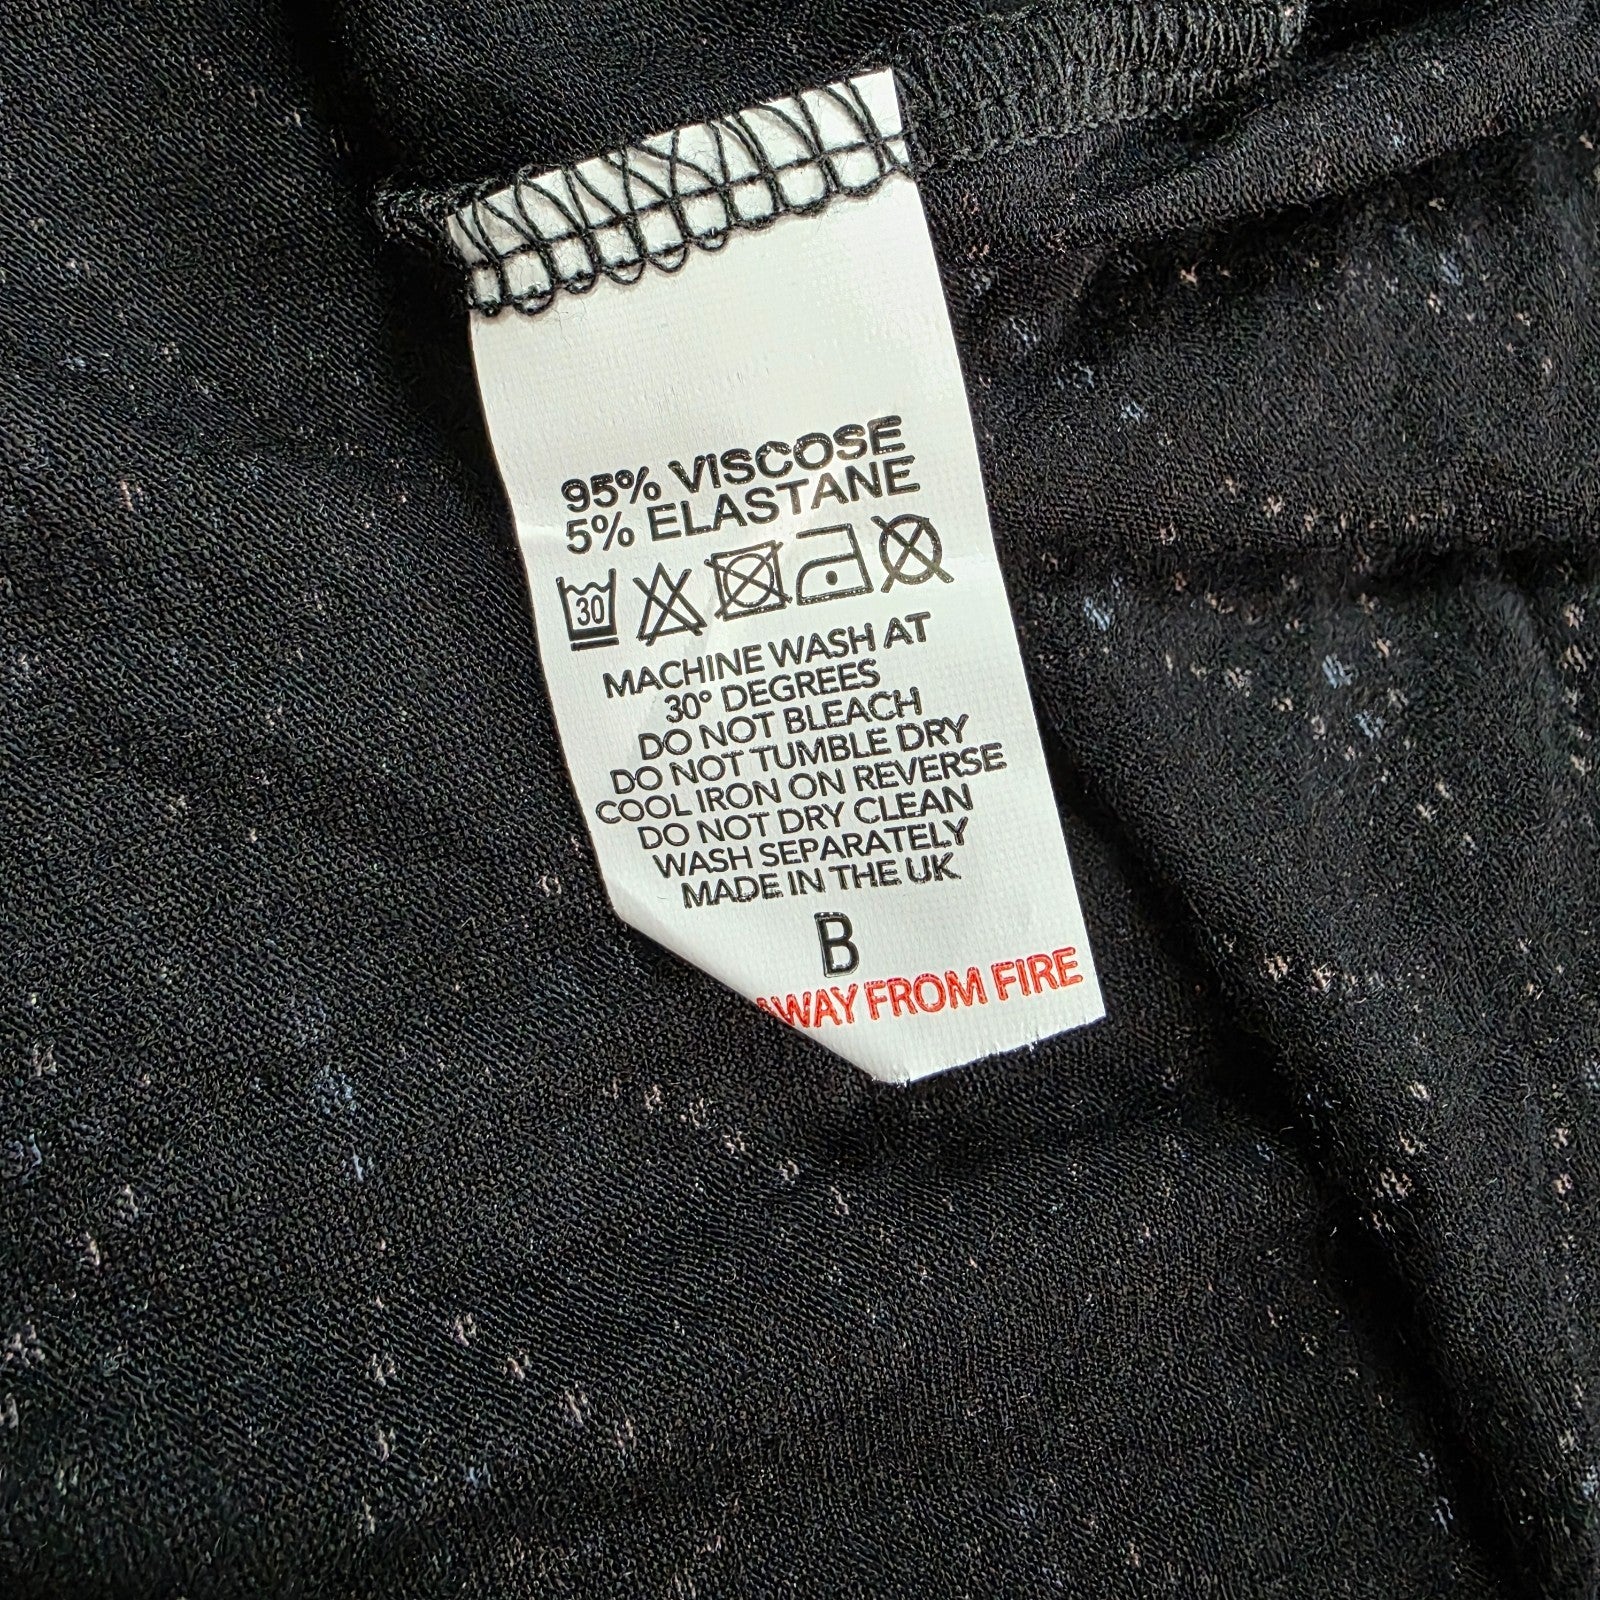 95% VISCOSE
5% ELASTANE
30
MACHINE WASH AT
30° DEGREES
DO NOT BLEACH
DO NOT TUMBLE DRY
COOL IRON ON REVERSE
DO NOT DRY CLEAN
WASH SEPARATELY
MADE IN THE UK
B
AWAY FROM FIRE